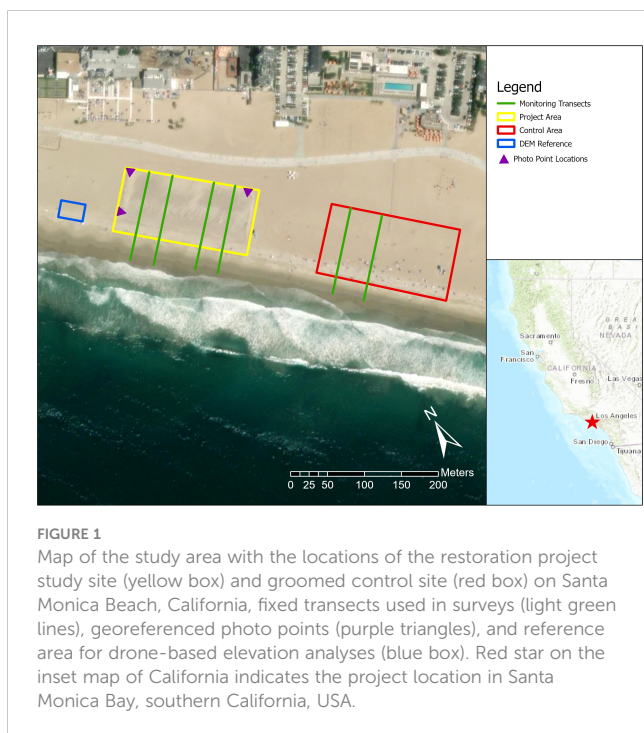 Legend
Monitoring Transects
Project Area
Control Area
DEM Reference
Photo Point Locations
GREAT
BASIN
NEVADA
Sacramento
San
Francisco
CALIFORNIA
Fresno
Las Vegas
Los Angeles
San Diego
Tijuana
N
Meters
0 25 50 100 150 200
FIGURE 1
Map of the study area with the locations of the restoration project
study site (yellow box) and groomed control site (red box) on Santa
Monica Beach, California, fixed transects used in surveys (light green
lines), georeferenced photo points (purple triangles), and reference
area for drone-based elevation analyses (blue box). Red star on the
inset map of California indicates the project location in Santa
Monica Bay, southern California, USA.